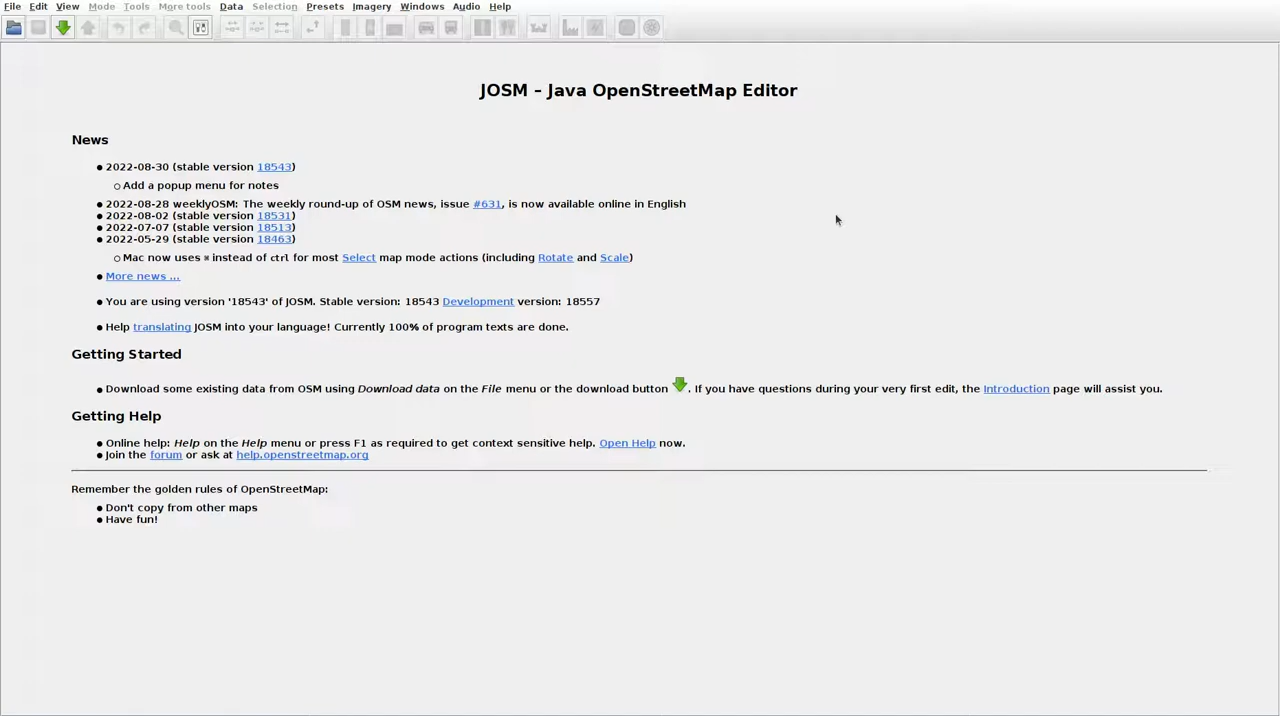 File Edit View Mode Tools More tools Data Selection Presets Imagery Windows Audio Help
JOSM – Java OpenStreetMap Editor
News
2022-08-30 (stable version 18543)
Add a popup menu for notes
2022-08-28 weeklyOSM: The weekly round-up of OSM news, issue #631, is now available online in English
2022-08-02 (stable version 18531)
2022-07-07 (stable version 18513)
2022-05-29 (stable version 18463)
Mac now uses ⌘ instead of ctrl for most Select map mode actions (including Rotate and Scale)
More news ...
You are using version '18543' of JOSM. Stable version: 18543 Development version: 18557
Help translating JOSM into your language! Currently 100% of program texts are done.
Getting Started
Download some existing data from OSM using Download data on the File menu or the download button . If you have questions during your very first edit, the Introduction page will assist you.
Getting Help
Online help: Help on the Help menu or press F1 as required to get context sensitive help. Open Help now.
Join the forum or ask at help.openstreetmap.org
Remember the golden rules of OpenStreetMap:
Don't copy from other maps
Have fun!